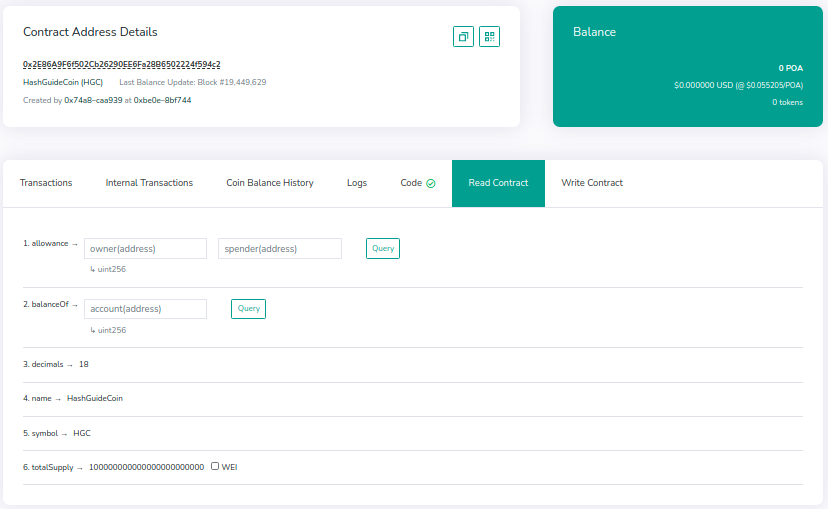 Contract Address Details
0x2E86A9F6f502Cb26290EE6Fa28B6502224f594c2
HashGuideCoin (HGC) Last Balance Update: Block #19,449,629
Created by 0x74a8–caa939 at 0xbe0e–8bf744
Balance
0 POA
$0.000000 USD (@ $0.055205/POA)
0 tokens
Transactions Internal Transactions Coin Balance History Logs Code Read Contract Write Contract
1. allowance → owner(address) spender(address) Query
↳ uint256
2. balanceOf → account(address) Query
↳ uint256
3. decimals → 18
4. name → HashGuideCoin
5. symbol → HGC
6. totalSupply → 100000000000000000000000 WEI